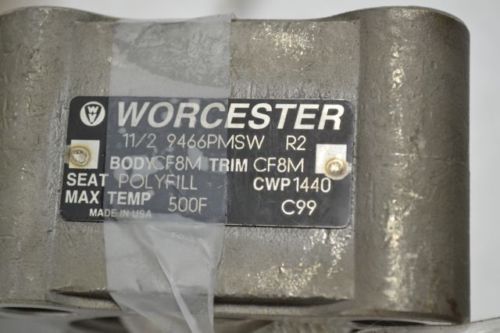 WORCESTER
11/2 9466PMSW R2
BODY CF8M TRIM CF8M
SEAT POLYFILL CWP 1440
MAX TEMP 500F C99
MADE IN USA